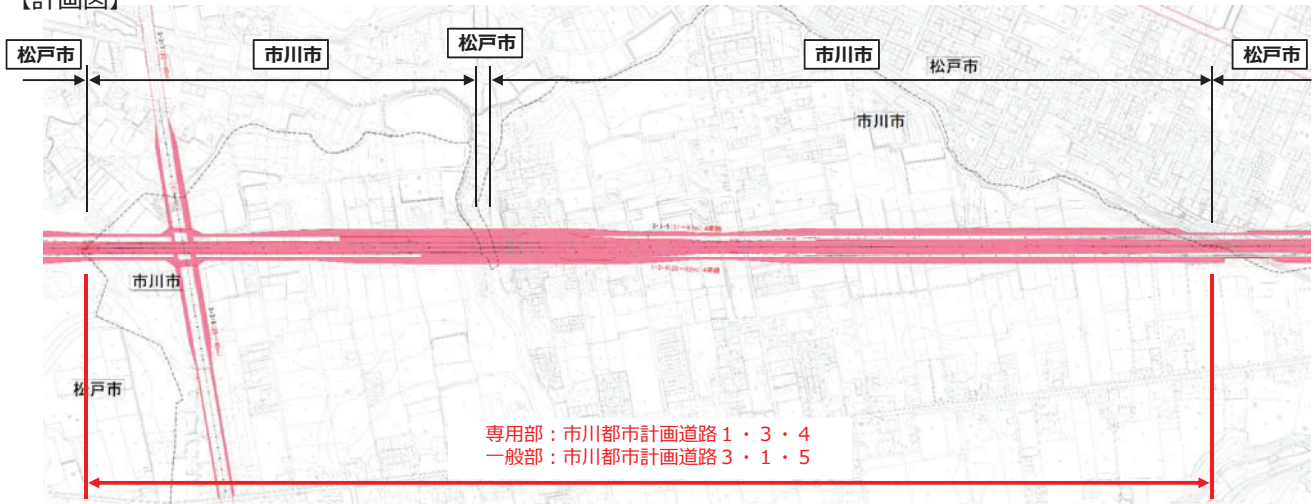 【計画図】
松戸市
市川市
松戸市
市川市
松戸市
松戸市
市川市
市川市
松戸市
専用部：市川都市計画道路１・３・４
一般部：市川都市計画道路３・１・５